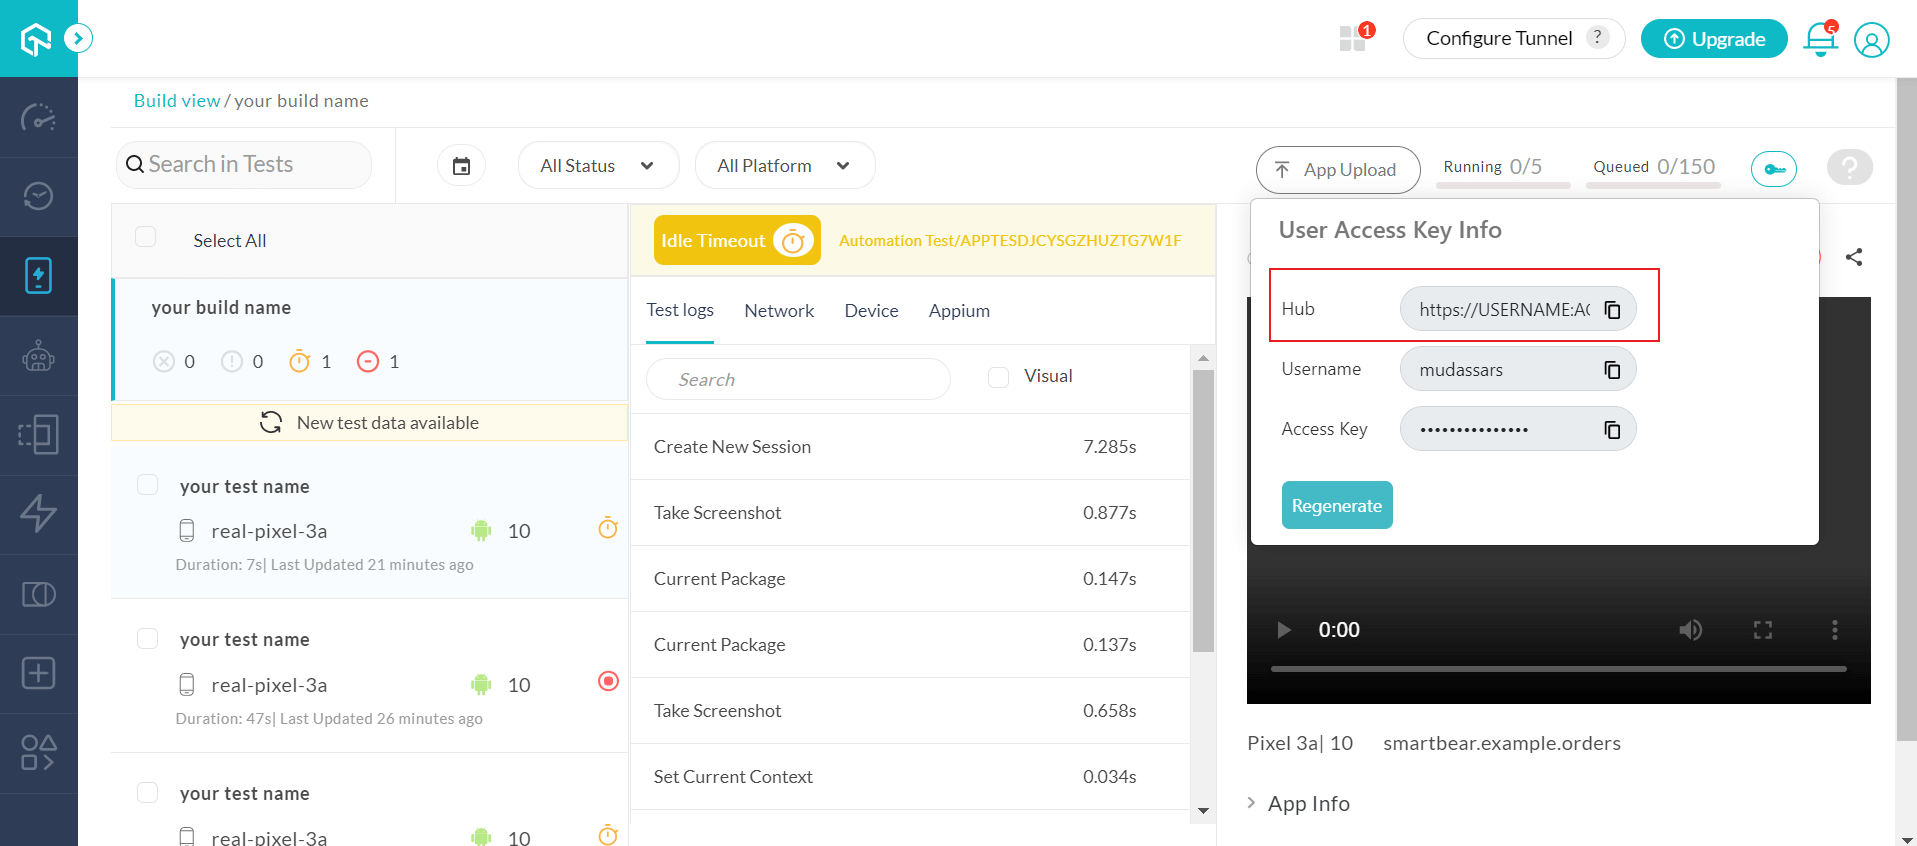 1
Configure Tunnel ?
Upgrade
5
Build view / your build name
Search in Tests
All Status
All Platform
App Upload
Running 0/5
Queued 0/150
?
Select All
your build name
0 0 1 1
New test data available
your test name
real-pixel-3a 10
Duration: 7s| Last Updated 21 minutes ago
your test name
real-pixel-3a 10
Duration: 47s| Last Updated 26 minutes ago
your test name
real-pixel-3a 10
Idle Timeout
Automation Test/APPTESDJCYSGZHUZTG7W1F
Test logs Network Device Appium
Search
Visual
Create New Session 7.285s
Take Screenshot 0.877s
Current Package 0.147s
Current Package 0.137s
Take Screenshot 0.658s
Set Current Context 0.034s
User Access Key Info
Hub https://USERNAME:AC
Username mudassars
Access Key •••••••••••••••
Regenerate
0:00
Pixel 3a| 10 smartbear.example.orders
App Info